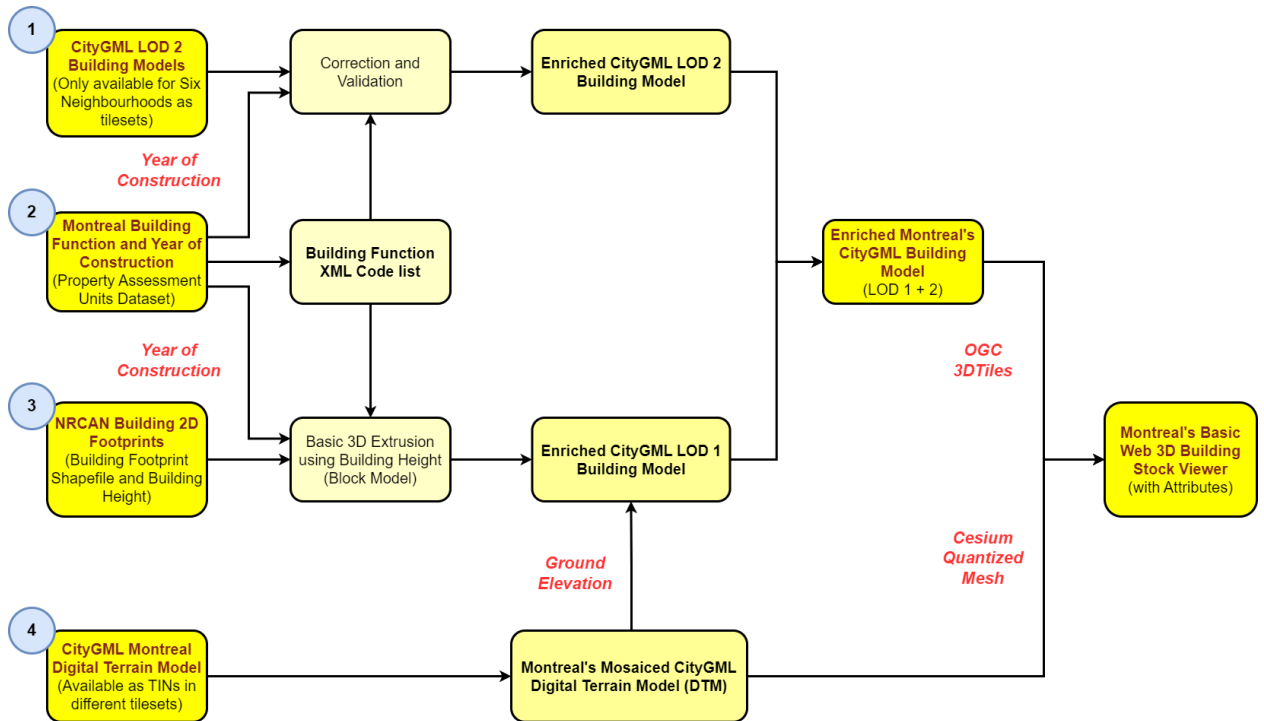 1
CityGML LOD 2
Building Models
(Only available for Six
Neighbourhoods as
tilesets)
Correction and
Validation
Enriched CityGML LOD 2
Building Model
Year of
Construction
2
Montreal Building
Function and Year of
Construction
(Property Assessment
Units Dataset)
Building Function
XML Code list
Enriched Montreal's
CityGML Building
Model
(LOD 1 + 2)
Year of
Construction
OGC
3DTiles
3
NRCAN Building 2D
Footprints
(Building Footprint
Shapefile and Building
Height)
Basic 3D Extrusion
using Building Height
(Block Model)
Enriched CityGML LOD 1
Building Model
Montreal's Basic
Web 3D Building
Stock Viewer
(with Attributes)
Ground
Elevation
Cesium
Quantized
Mesh
4
CityGML Montreal
Digital Terrain Model
(Available as TINs in
different tilesets)
Montreal's Mosaiced CityGML
Digital Terrain Model (DTM)